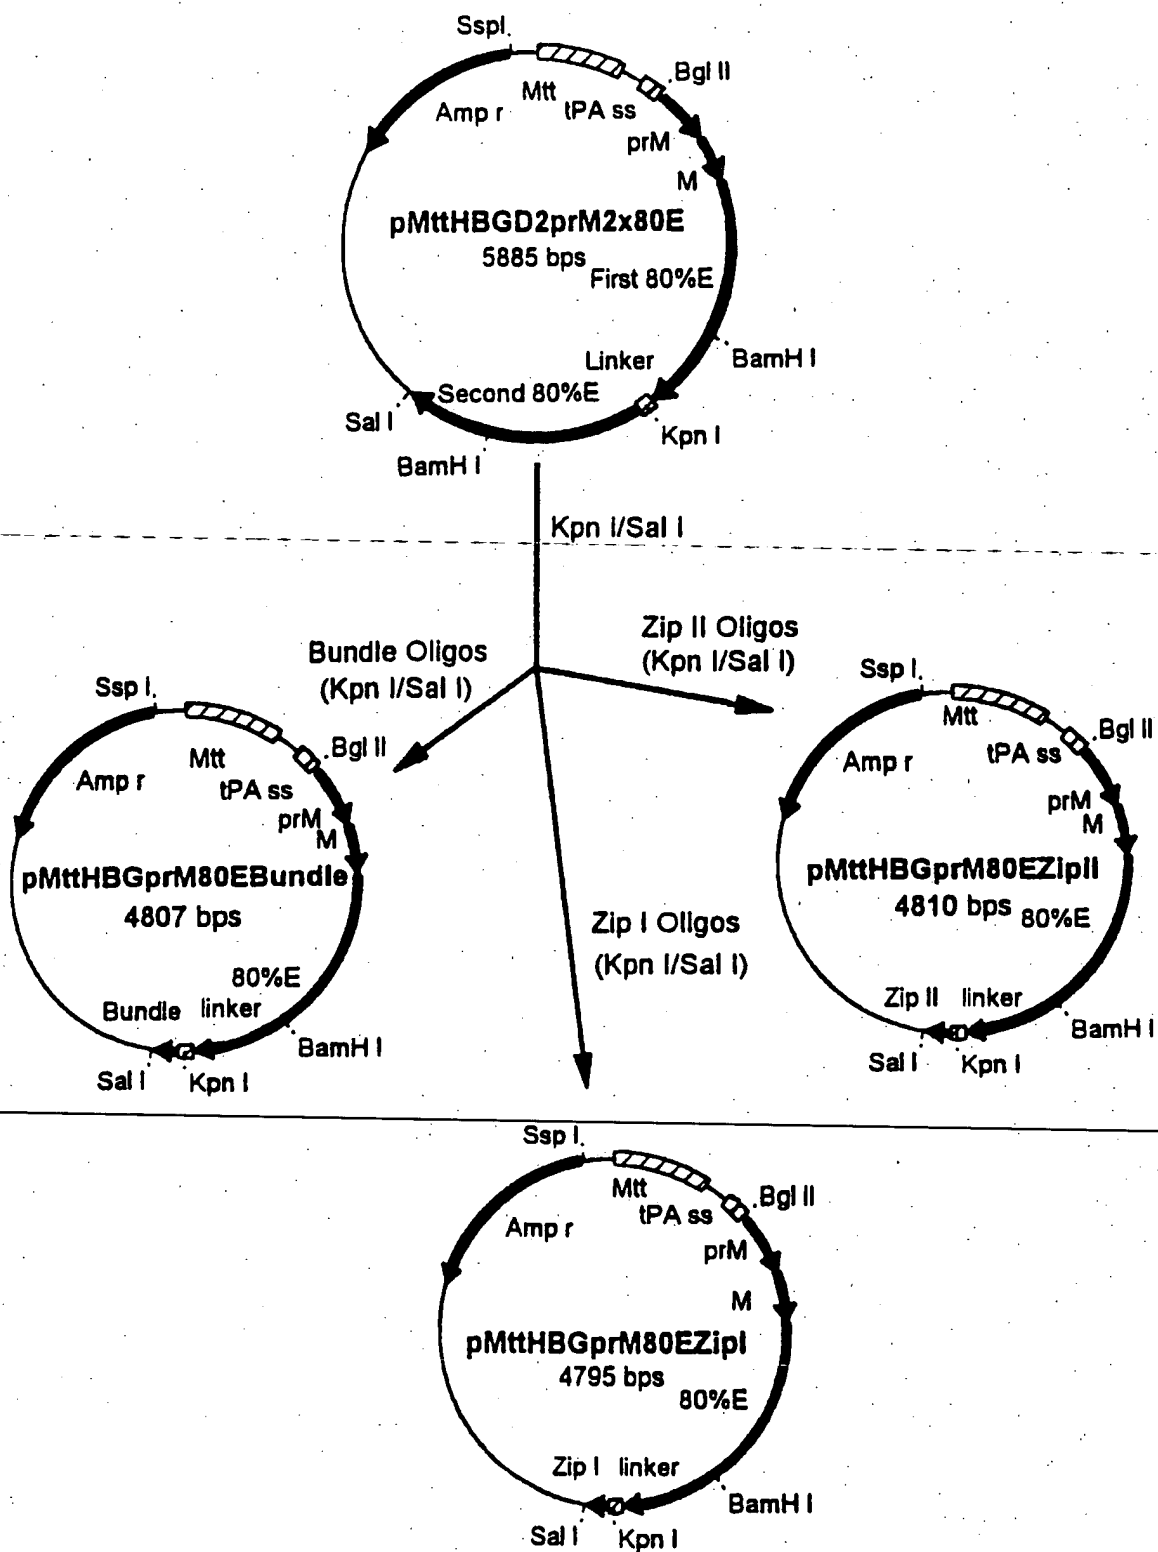 SspI
Bgl II
Mtt
tPA ss
Amp r
prM
M
pMttHBGD2prM2x80E
5885 bps
First 80%E
BamH I
Linker
Second 80%E
Sal I
Kpn I
BamH I
Kpn I/Sal I
Bundle Oligos
(Kpn I/Sal I)
Zip II Oligos
(Kpn I/Sal I)
Ssp I
Bgl II
Mtt
tPA ss
Amp r
prM
M
pMttHBGprM80EBundle
4807 bps
80%E
Bundle linker
BamH I
Sal I
Kpn I
Ssp I
Mtt
Bgl II
tPA ss
Amp r
prM
M
pMttHBGprM80EZipII
4810 bps
80%E
Zip II linker
BamH I
Sal I
Kpn I
Zip I Oligos
(Kpn I/Sal I)
Ssp I
Mtt
Bgl II
tPA ss
Amp r
prM
M
pMttHBGprM80EZipI
4795 bps
80%E
Zip I linker
BamH I
Sal I
Kpn I